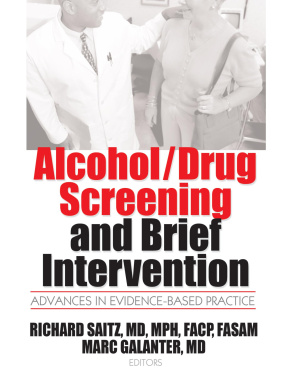 Alcohol/Drug
Screening
and Brief
Intervention
ADVANCES IN EVIDENCE-BASED PRACTICE
RICHARD SAITZ, MD, MPH, FACP, FASAM
MARC GALANTER, MD
EDITORS